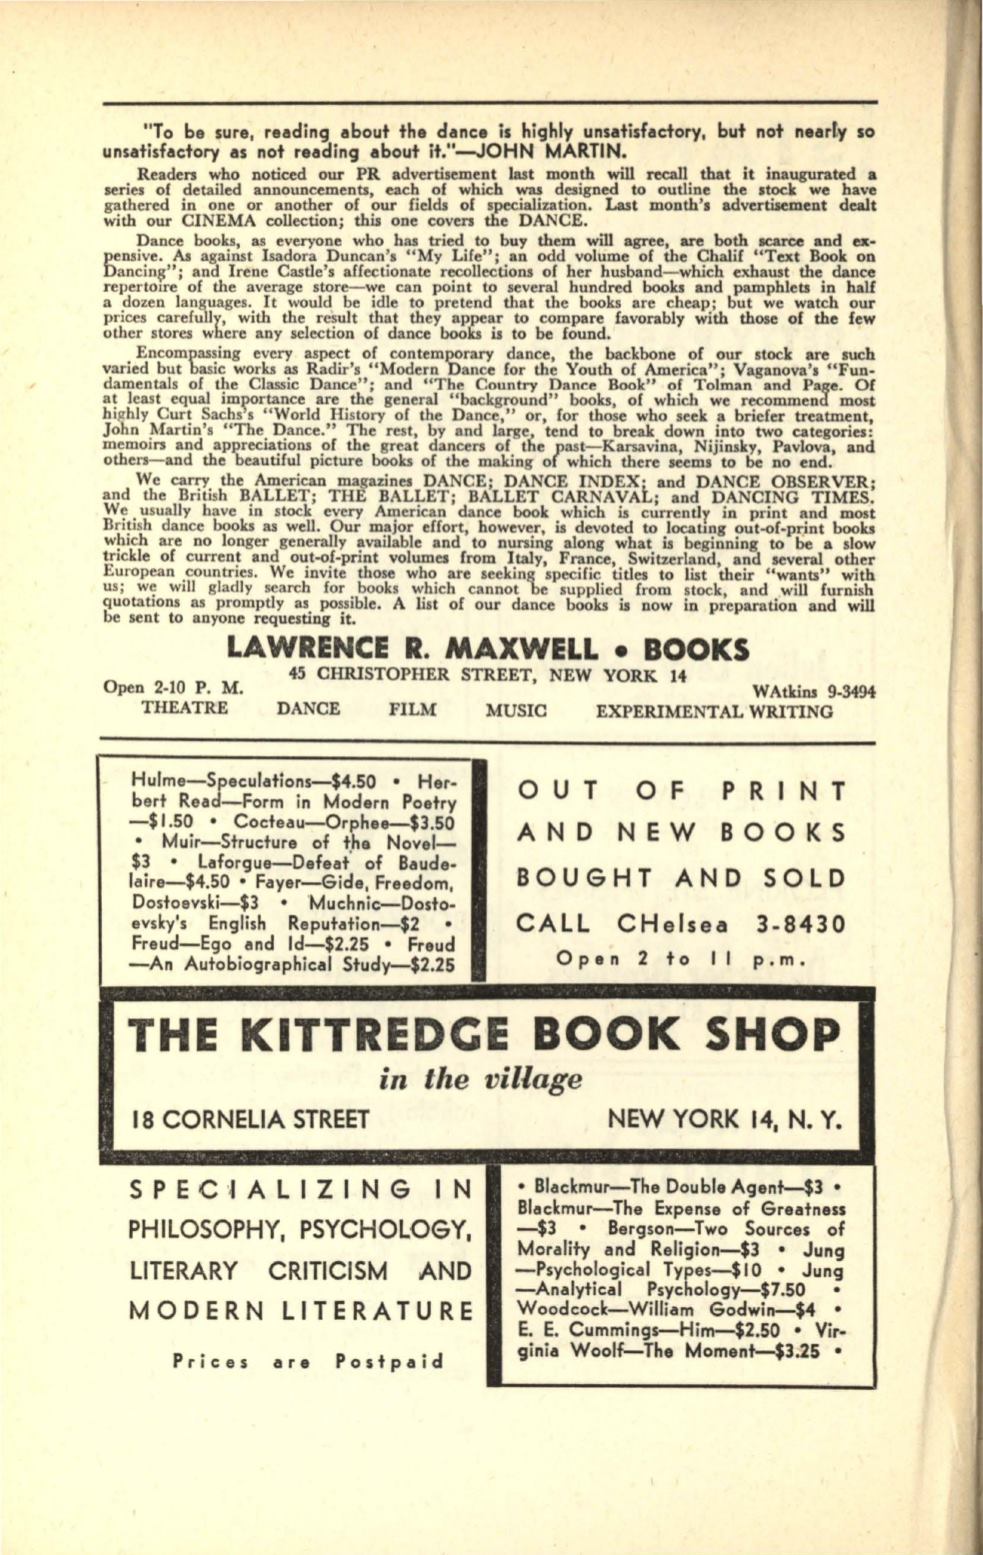 "To be sure, reading about the dance is highly unsatisfactory, but not nearly so
unsatisfactory as not reading about it."—JOHN MARTIN.
Readers who noticed our PR advertisement last month will recall that it inaugurated a
series of detailed announcements, each of which was designed to outline the stock we have
gathered in one or another of our fields of specialization. Last month's advertisement dealt
with our CINEMA collection; this one covers the DANCE.
Dance books, as everyone who has tried to buy them will agree, are both scarce and ex-
pensive. As against Isadora Duncan's "My Life"; an odd volume of the Chalif "Text Book on
Dancing"; and Irene Castle's affectionate recollections of her husband—which exhaust the dance
repertoire of the average store—we can point to several hundred books and pamphlets in half
a dozen languages. It would be idle to pretend that the books are cheap; but we watch our
prices carefully, with the result that they appear to compare favorably with those of the few
other stores where any selection of dance books is to be found.
Encompassing every aspect of contemporary dance, the backbone of our stock are such
varied but basic works as Radir's "Modern Dance for the Youth of America"; Vaganova's "Fun-
damentals of the Classic Dance"; and "The Country Dance Book" of Tolman and Page. Of
at least equal importance are the general "background" books, of which we recommend most
highly Curt Sachs's "World History of the Dance," or, for those who seek a briefer treatment,
John Martin's "The Dance." The rest, by and large, tend to break down into two categories:
memoirs and appreciations of the great dancers of the past—Karsavina, Nijinsky, Pavlova, and
others—and the beautiful picture books of the making of which there seems to be no end.
We carry the American magazines DANCE; DANCE INDEX; and DANCE OBSERVER;
and the British BALLET; THE BALLET; BALLET CARNAVAL; and DANCING TIMES.
We usually have in stock every American dance book which is currently in print and most
British dance books as well. Our major effort, however, is devoted to locating out-of-print books
which are no longer generally available and to nursing along what is beginning to be a slow
trickle of current and out-of-print volumes from Italy, France, Switzerland, and several other
European countries. We invite those who are seeking specific titles to list their "wants" with
us; we will gladly search for books which cannot be supplied from stock, and will furnish
quotations as promptly as possible. A list of our dance books is now in preparation and will
be sent to anyone requesting it.
LAWRENCE R. MAXWELL • BOOKS
45 CHRISTOPHER STREET, NEW YORK 14
Open 2-10 P. M. WAtkins 9-3494
THEATRE DANCE FILM MUSIC EXPERIMENTAL WRITING
Hulme—Speculations—$4.50 • Her-
bert Read—Form in Modern Poetry
—$1.50 • Cocteau—Orphee—$3.50
• Muir—Structure of the Novel—
$3 • Laforgue—Defeat of Baude-
laire—$4.50 • Fayer—Gide, Freedom,
Dostoevski—$3 • Muchnic—Dosto-
evsky's English Reputation—$2 •
Freud—Ego and Id—$2.25 • Freud
—An Autobiographical Study—$2.25
OUT OF PRINT
AND NEW BOOKS
BOUGHT AND SOLD
CALL CHelsea 3-8430
Open 2 to 11 p.m.
THE KITTREDGE BOOK SHOP
in the village
18 CORNELIA STREET NEW YORK 14, N. Y.
SPECIALIZING IN
PHILOSOPHY, PSYCHOLOGY,
LITERARY CRITICISM AND
MODERN LITERATURE
Prices are Postpaid
• Blackmur—The Double Agent—$3 •
Blackmur—The Expense of Greatness
—$3 • Bergson—Two Sources of
Morality and Religion—$3 • Jung
—Psychological Types—$10 • Jung
—Analytical Psychology—$7.50 •
Woodcock—William Godwin—$4 •
E. E. Cummings—Him—$2.50 • Vir-
ginia Woolf—The Moment—$3.25 •